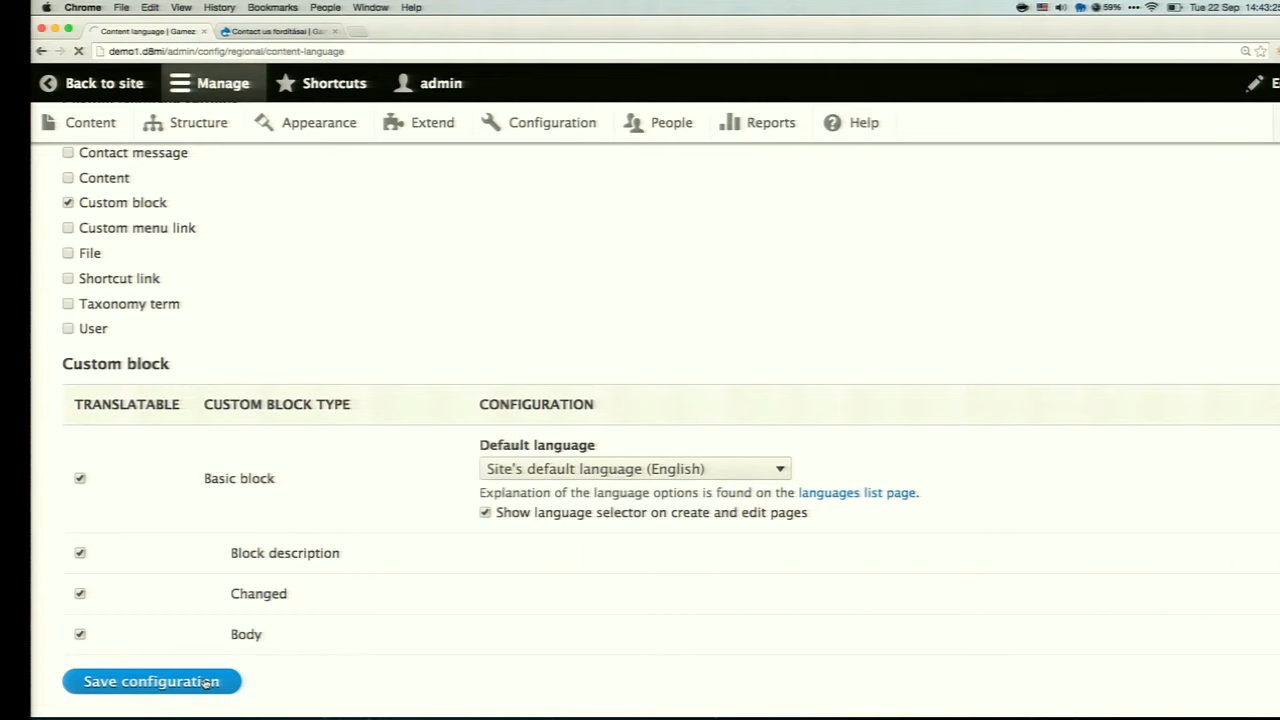 Chrome File Edit View History Bookmarks People Window Help 59% Tue 22 Sep 14:43:25
Content language | Gamez × Contact us fordításai | Ga ×
demo1.d8mi/admin/config/regional/content-language
Back to site Manage Shortcuts admin
Content Structure Appearance Extend Configuration People Reports Help
Contact message
Content
Custom block
Custom menu link
File
Shortcut link
Taxonomy term
User
Custom block
TRANSLATABLE CUSTOM BLOCK TYPE CONFIGURATION
Default language
Basic block Site's default language (English)
Explanation of the language options is found on the languages list page.
Show language selector on create and edit pages
Block description
Changed
Body
Save configuration